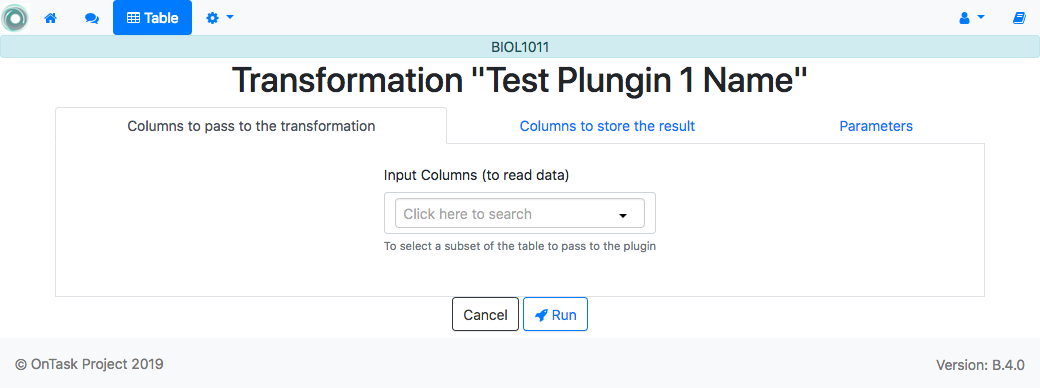 Table
BIOL1011
Transformation "Test Plungin 1 Name"
Columns to pass to the transformation
Columns to store the result
Parameters
Input Columns (to read data)
Click here to search
To select a subset of the table to pass to the plugin
Cancel
Run
© OnTask Project 2019
Version: B.4.0